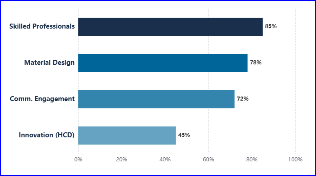 Skilled Professionals 85%
Material Design 78%
Comm. Engagement 72%
Innovation (HCD) 45%
0% 20% 40% 60% 80% 100%